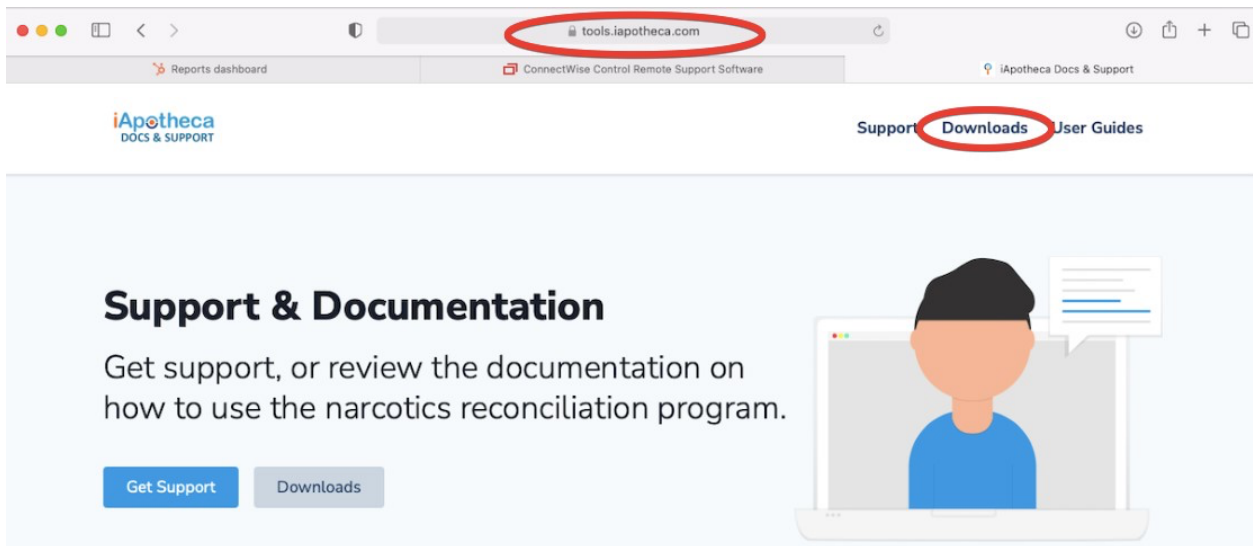 tools.iapotheca.com
Reports dashboard
ConnectWise Control Remote Support Software
iApotheca Docs & Support
iApotheca
DOCS & SUPPORT
Support Downloads User Guides
Support & Documentation
Get support, or review the documentation on
how to use the narcotics reconciliation program.
Get Support
Downloads